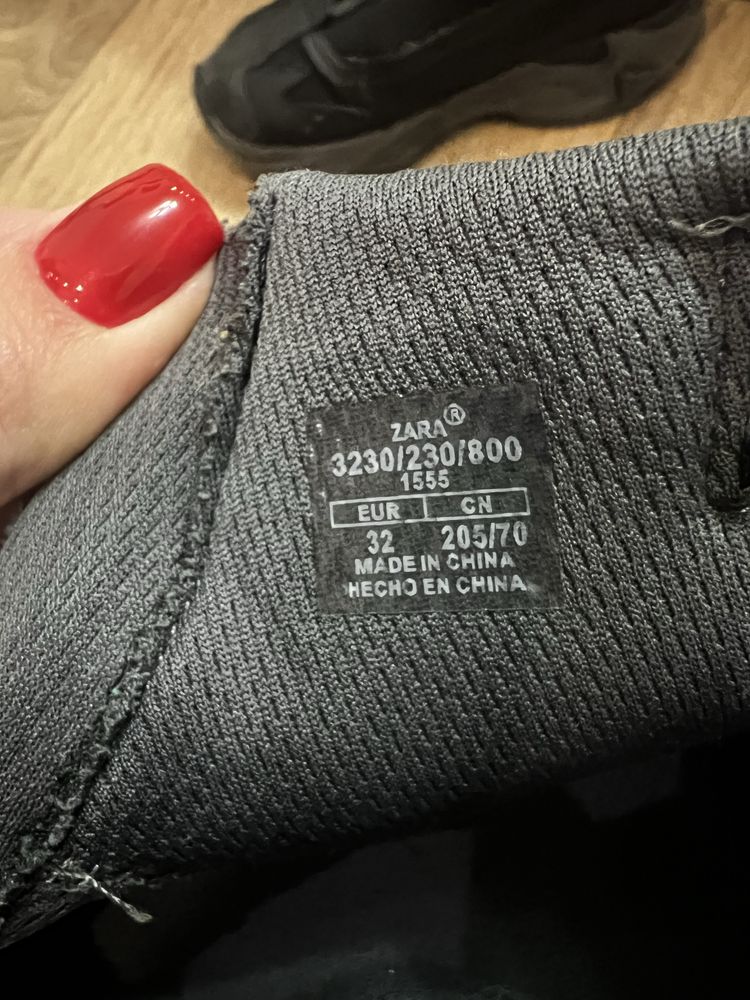 ZARA®
3230/230/800
1555
EUR CN
32 205/70
MADE IN CHINA
HECHO EN CHINA